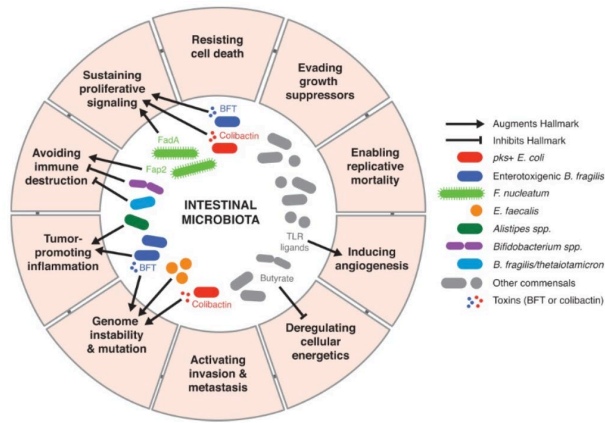 Resisting
cell death
Evading
growth
suppressors
Enabling
replicative
mortality
Inducing
angiogenesis
Deregulating
cellular
energetics
Activating
invasion &
metastasis
Genome
instability
& mutation
Tumor-
promoting
inflammation
Avoiding
immune
destruction
Sustaining
proliferative
signaling
BFT
Colibactin
FadA
Fap2
INTESTINAL
MICROBIOTA
TLR
ligands
Butyrate
BFT
Colibactin
Augments Hallmark
Inhibits Hallmark
pks+ E. coli
Enterotoxigenic B. fragilis
F. nucleatum
E. faecalis
Alistipes spp.
Bifidobacterium spp.
B. fragilis/thetaiotamicron
Other commensals
Toxins (BFT or colibactin)